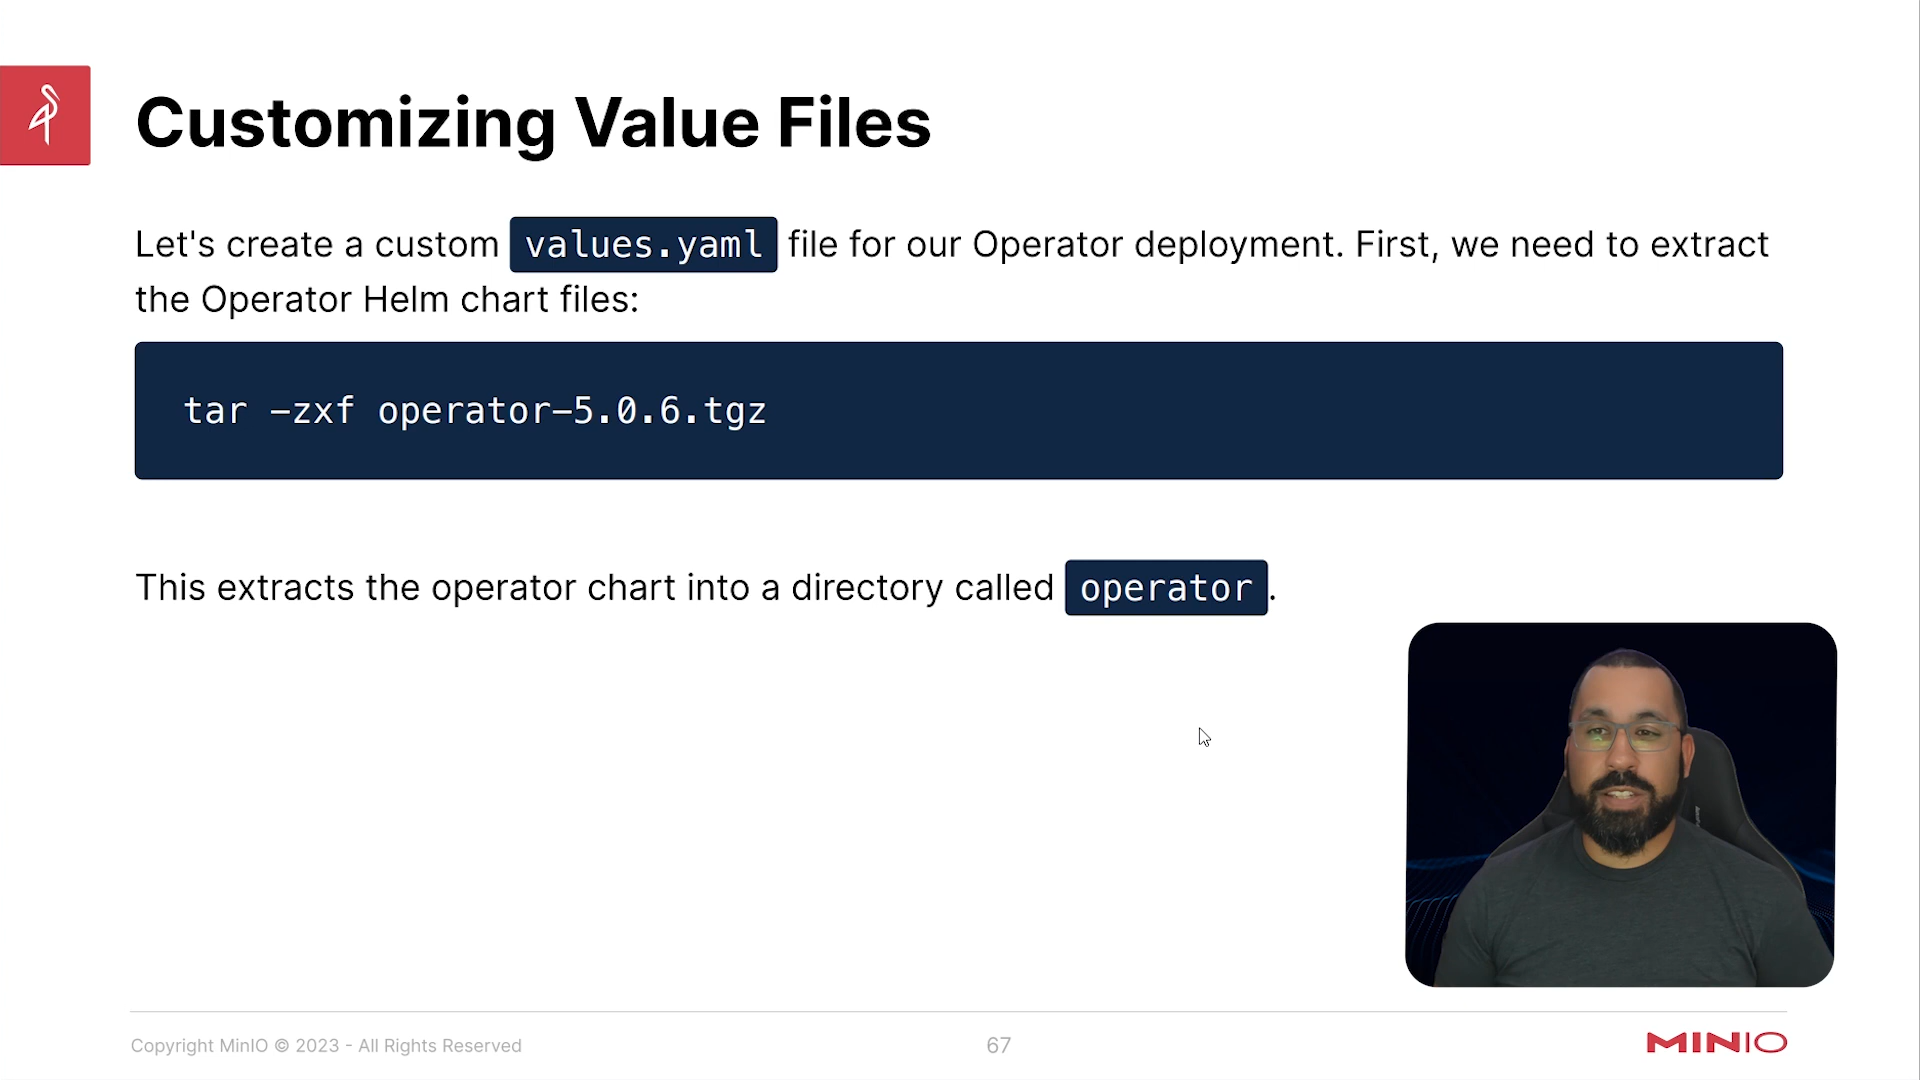 Customizing Value Files
Let's create a custom values.yaml file for our Operator deployment. First, we need to extract
the Operator Helm chart files:
tar -zxf operator-5.0.6.tgz
This extracts the operator chart into a directory called operator.
Copyright MinIO © 2023 - All Rights Reserved
67
MINIO